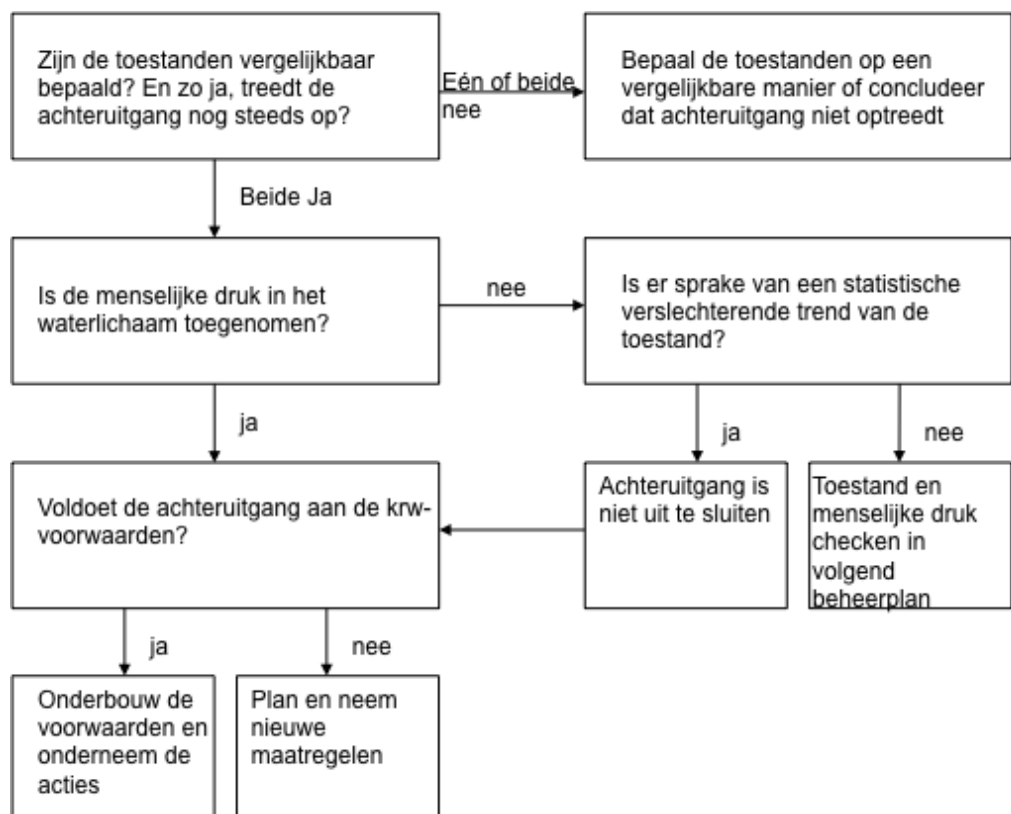 Zijn de toestanden vergelijkbaar
bepaald? En zo ja, treedt de
achteruitgang nog steeds op?
Eén of beide
nee
Bepaal de toestanden op een
vergelijkbare manier of concludeer
dat achteruitgang niet optreedt
Beide Ja
Is de menselijke druk in het
waterlichaam toegenomen?
nee
Is er sprake van een statistische
verslechterende trend van de
toestand?
ja
ja
nee
Voldoet de achteruitgang aan de krw-
voorwaarden?
Achteruitgang is
niet uit te sluiten
Toestand en
menselijke druk
checken in
volgend
beheerplan
ja
nee
Onderbouw de
voorwaarden en
onderneem de
acties
Plan en neem
nieuwe
maatregelen